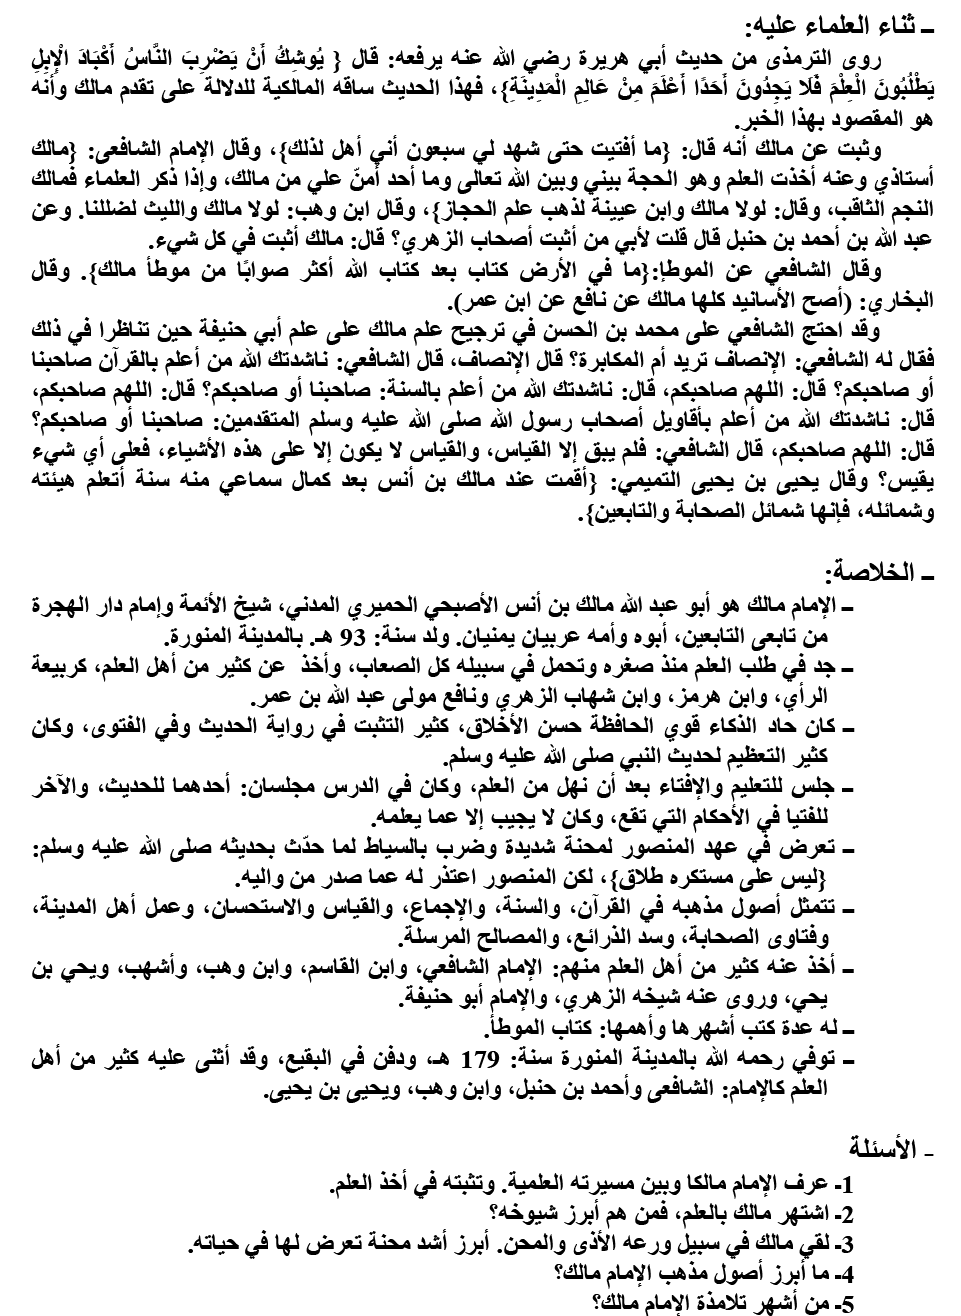 – ثناء العلماء عليه:
روى الترمذى من حديث أبي هريرة رضي الله عنه يرفعه: قال { يُوشِكُ أَنْ يَضْرِبَ النَّاسُ أَكْبَادَ الْإِبِلِ
يَطْلُبُونَ الْعِلْمَ فَلَا يَجِدُونَ أَحَدًا أَعْلَمَ مِنْ عَالِمِ الْمَدِينَةِ}، فهذا الحديث ساقه المالكية للدلالة على تقدم مالك وأنه
هو المقصود بهذا الخبر.
وثبت عن مالك أنه قال: {ما أفتيت حتى شهد لي سبعون أني أهل لذلك}، وقال الإمام الشافعى: {مالك
أستاذي وعنه أخذت العلم وهو الحجة بيني وبين الله تعالى وما أحد أمنّ علي من مالك، وإذا ذكر العلماء فمالك
النجم الثاقب، وقال: لولا مالك وابن عيينة لذهب علم الحجاز}، وقال ابن وهب: لولا مالك والليث لضللنا. وعن
عبد الله بن أحمد بن حنبل قال قلت لأبي من أثبت أصحاب الزهري؟ قال: مالك أثبت في كل شيء.
وقال الشافعي عن الموطإ:{ما في الأرض كتاب بعد كتاب الله أكثر صوابًا من موطأ مالك}. وقال
البخاري: (أصح الأسانيد كلها مالك عن نافع عن ابن عمر).
وقد احتج الشافعي على محمد بن الحسن في ترجيح علم مالك على علم أبي حنيفة حين تناظرا في ذلك
فقال له الشافعي: الإنصاف تريد أم المكابرة؟ قال الإنصاف، قال الشافعي: ناشدتك الله من أعلم بالقرآن صاحبنا
أو صاحبكم؟ قال: اللهم صاحبكم، قال: ناشدتك الله من أعلم بالسنة: صاحبنا أو صاحبكم؟ قال: اللهم صاحبكم،
قال: ناشدتك الله من أعلم بأقاويل أصحاب رسول الله صلى الله عليه وسلم المتقدمين: صاحبنا أو صاحبكم؟
قال: اللهم صاحبكم، قال الشافعي: فلم يبق إلا القياس، والقياس لا يكون إلا على هذه الأشياء، فعلى أي شيء
يقيس؟ وقال يحيى بن يحيى التميمي: {أقمت عند مالك بن أنس بعد كمال سماعي منه سنة أتعلم هيئته
وشمائله، فإنها شمائل الصحابة والتابعين}.
– الخلاصة:
– الإمام مالك هو أبو عبد الله مالك بن أنس الأصبحي الحميري المدني، شيخ الأئمة وإمام دار الهجرة
من تابعى التابعين، أبوه وأمه عربيان يمنيان. ولد سنة: 93 هـ. بالمدينة المنورة.
– جد في طلب العلم منذ صغره وتحمل في سبيله كل الصعاب، وأخذ عن كثير من أهل العلم، كربيعة
الرأي، وابن هرمز، وابن شهاب الزهري ونافع مولى عبد الله بن عمر.
– كان حاد الذكاء قوي الحافظة حسن الأخلاق، كثير التثبت في رواية الحديث وفي الفتوى، وكان
كثير التعظيم لحديث النبي صلى الله عليه وسلم.
– جلس للتعليم والإفتاء بعد أن نهل من العلم، وكان في الدرس مجلسان: أحدهما للحديث، والآخر
للفتيا في الأحكام التي تقع، وكان لا يجيب إلا عما يعلمه.
– تعرض في عهد المنصور لمحنة شديدة وضرب بالسياط لما حدّث بحديثه صلى الله عليه وسلم:
{ليس على مستكره طلاق}، لكن المنصور اعتذر له عما صدر من واليه.
– تتمثل أصول مذهبه في القرآن، والسنة، والإجماع، والقياس والاستحسان، وعمل أهل المدينة،
وفتاوى الصحابة، وسد الذرائع، والمصالح المرسلة.
– أخذ عنه كثير من أهل العلم منهم: الإمام الشافعي، وابن القاسم، وابن وهب، وأشهب، ويحي بن
يحي، وروى عنه شيخه الزهري، والإمام أبو حنيفة.
– له عدة كتب أشهرها وأهمها: كتاب الموطأ.
– توفي رحمه الله بالمدينة المنورة سنة: 179 هـ، ودفن في البقيع، وقد أثنى عليه كثير من أهل
العلم كالإمام: الشافعى وأحمد بن حنبل، وابن وهب، ويحيى بن يحيى.
- الأسئلة
1- عرف الإمام مالكا وبين مسيرته العلمية. وتثبته في أخذ العلم.
2- اشتهر مالك بالعلم، فمن هم أبرز شيوخه؟
3- لقي مالك في سبيل ورعه الأذى والمحن. أبرز أشد محنة تعرض لها في حياته.
4- ما أبرز أصول مذهب الإمام مالك؟
5- من أشهر تلامذة الإمام مالك؟